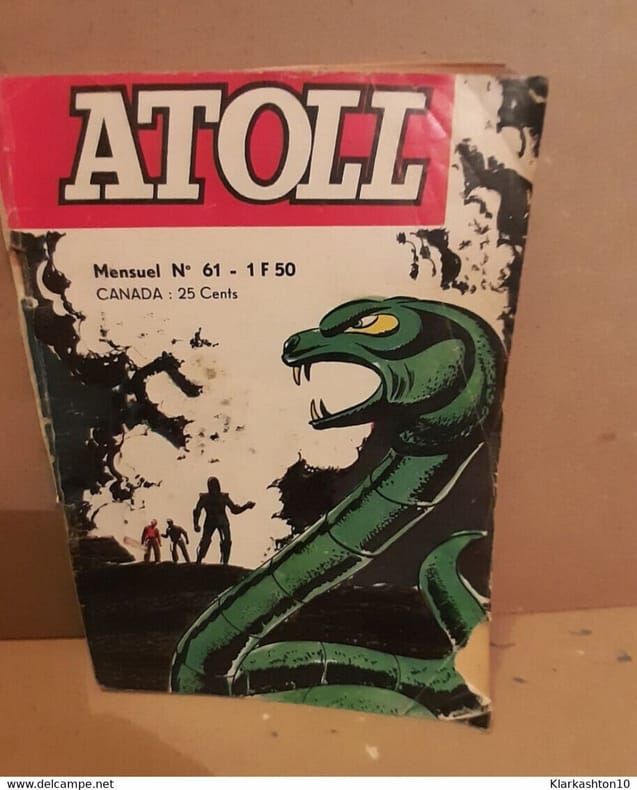 ATOLL
Mensuel N° 61 - 1 F 50
CANADA : 25 Cents
www.delcampe.net
Klarkashton10